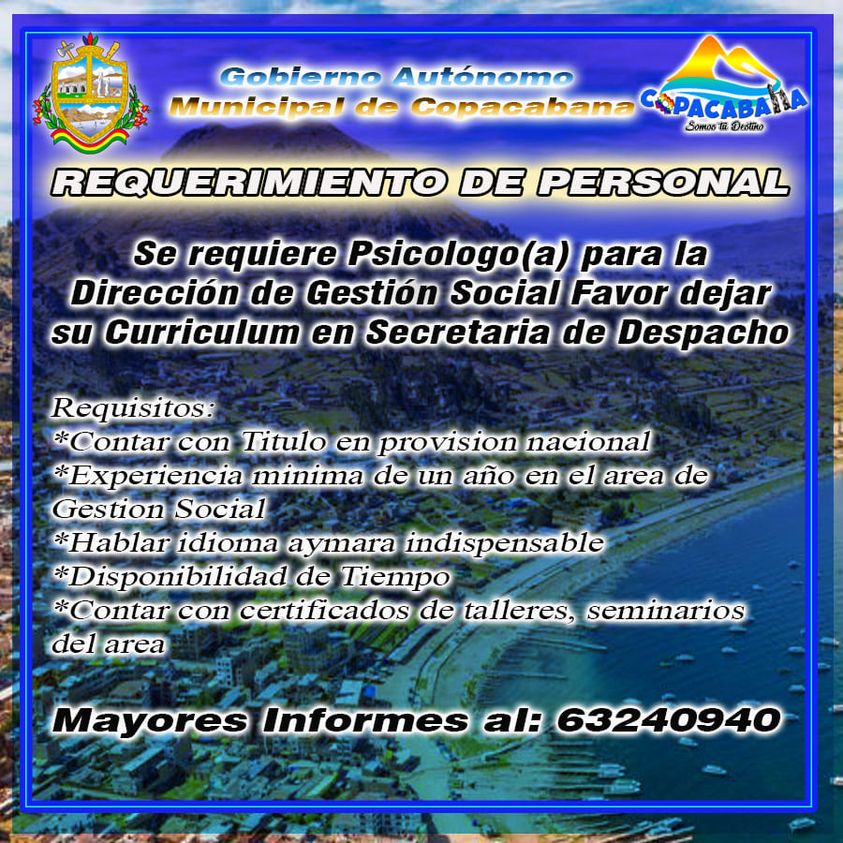 Gobierno Autónomo
Municipal de Copacabana
COPACABANA
Somos tu Destino
REQUERIMIENTO DE PERSONAL
Se requiere Psicologo(a) para la
Dirección de Gestión Social Favor dejar
su Curriculum en Secretaria de Despacho
Requisitos:
*Contar con Titulo en provision nacional
*Experiencia minima de un año en el area de
Gestion Social
*Hablar idioma aymara indispensable
*Disponibilidad de Tiempo
*Contar con certificados de talleres, seminarios
del area
Mayores Informes al: 63240940